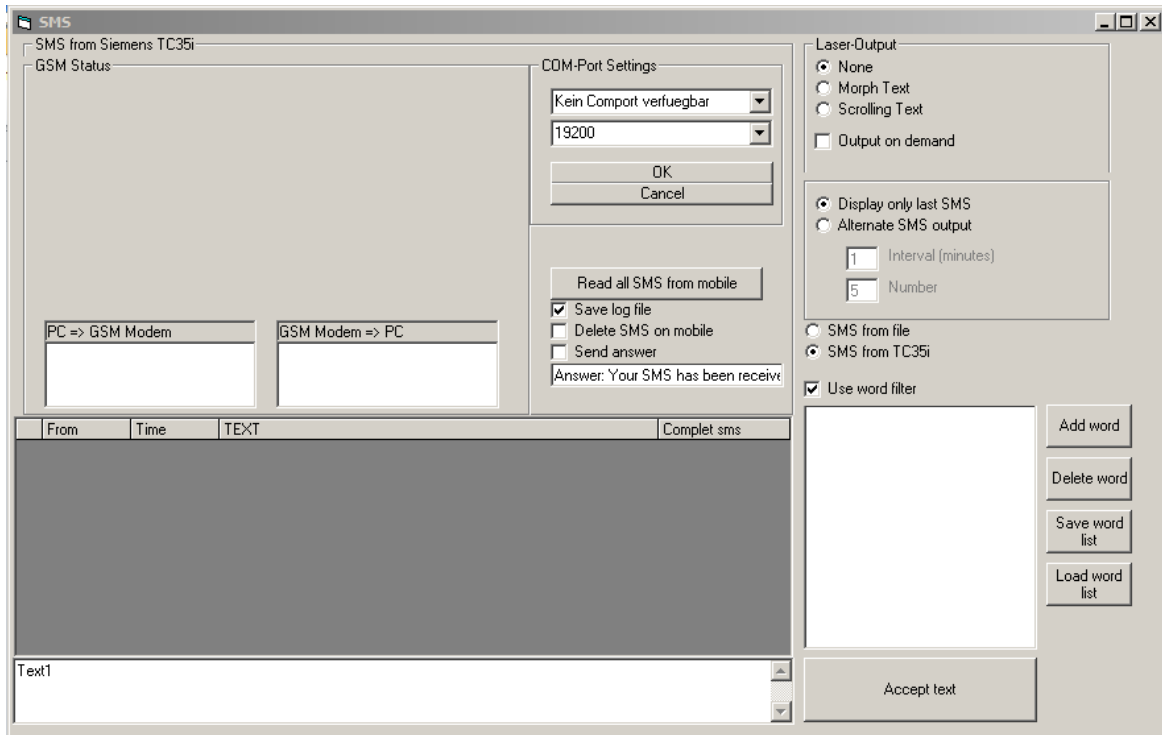 SMS
SMS from Siemens TC35i
GSM Status
COM-Port Settings
Kein Comport verfuegbar
19200
OK
Cancel
Read all SMS from mobile
Save log file
Delete SMS on mobile
Send answer
Answer: Your SMS has been receive
PC => GSM Modem
GSM Modem => PC
From Time TEXT Complet sms
Text1
Laser-Output
None
Morph Text
Scrolling Text
Output on demand
Display only last SMS
Alternate SMS output
1 Interval (minutes)
5 Number
SMS from file
SMS from TC35i
Use word filter
Add word
Delete word
Save word
list
Load word
list
Accept text